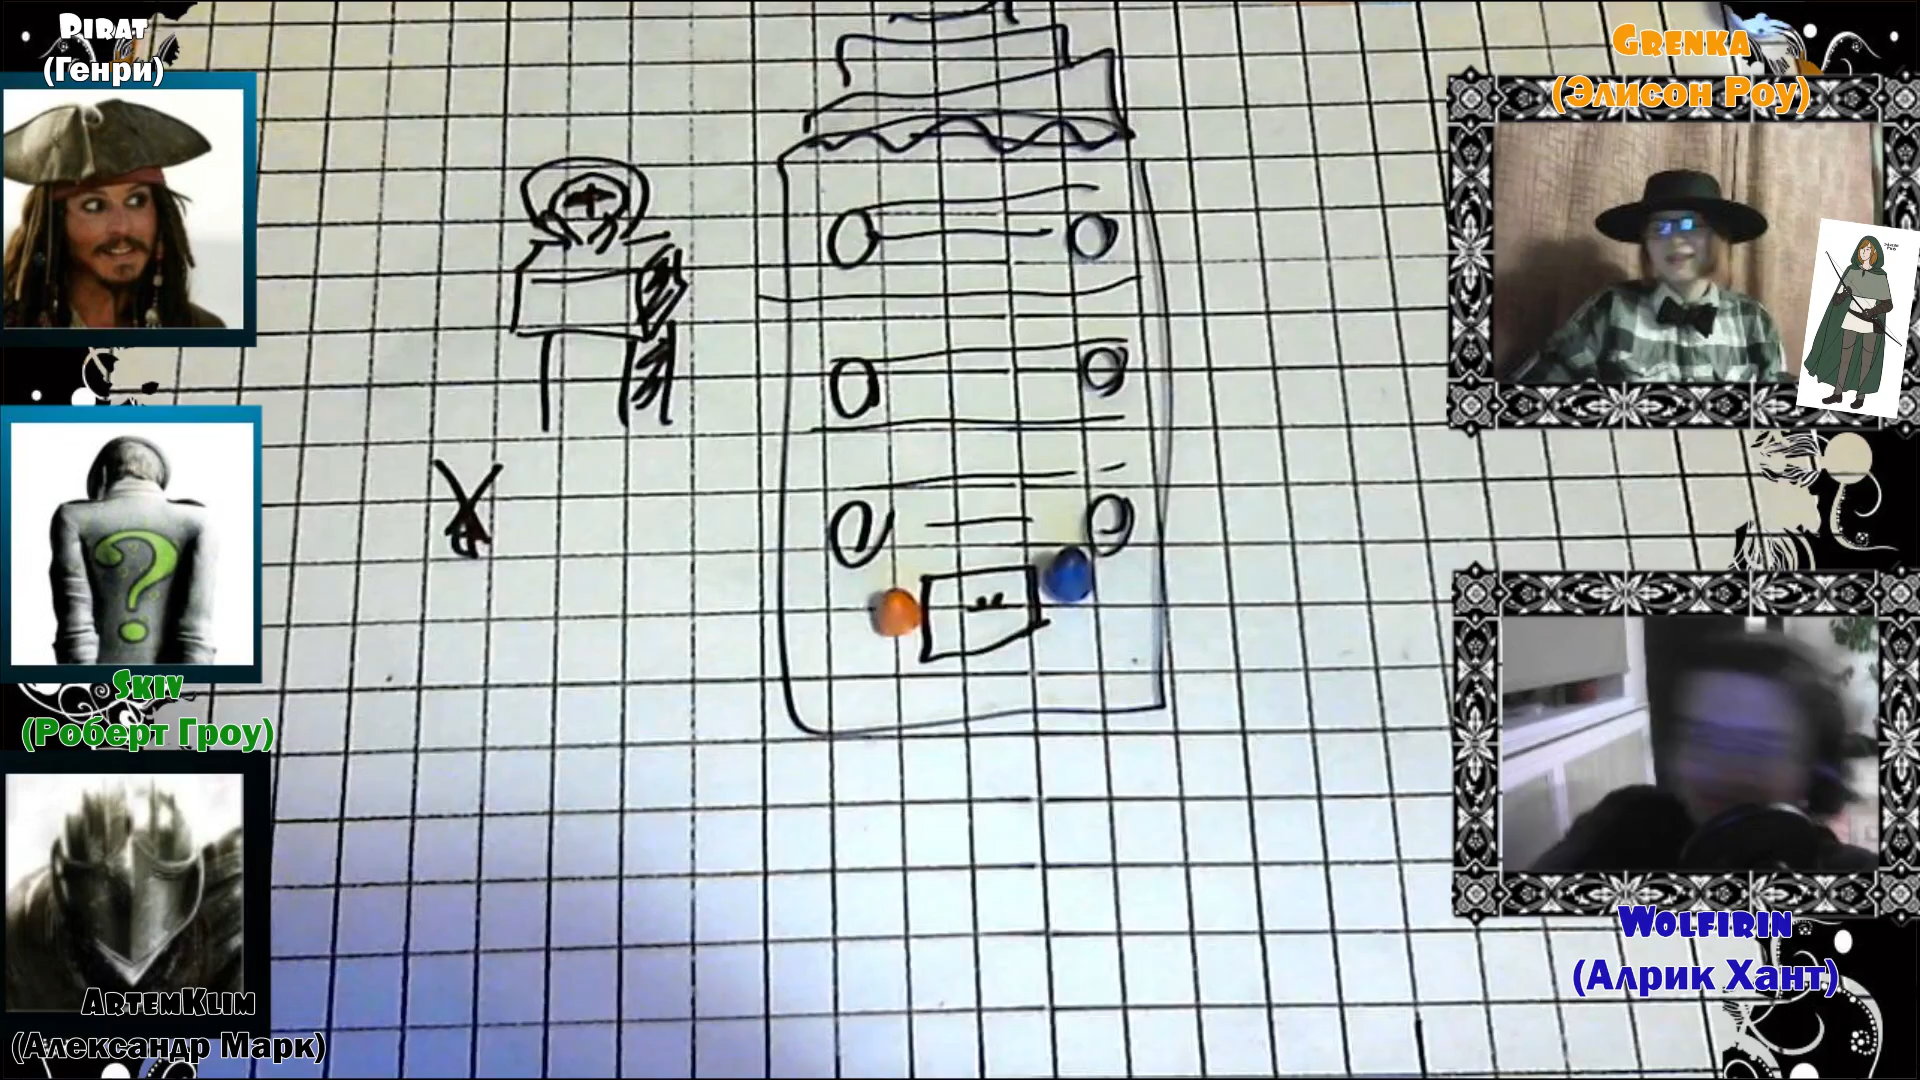 Pirat
(Генри)
Skiv
(Роберт Гроу)
ArtemKlim
(Александр Марк)
Grenka
(Элисон Роу)
Wolfirin
(Алрик Хант)